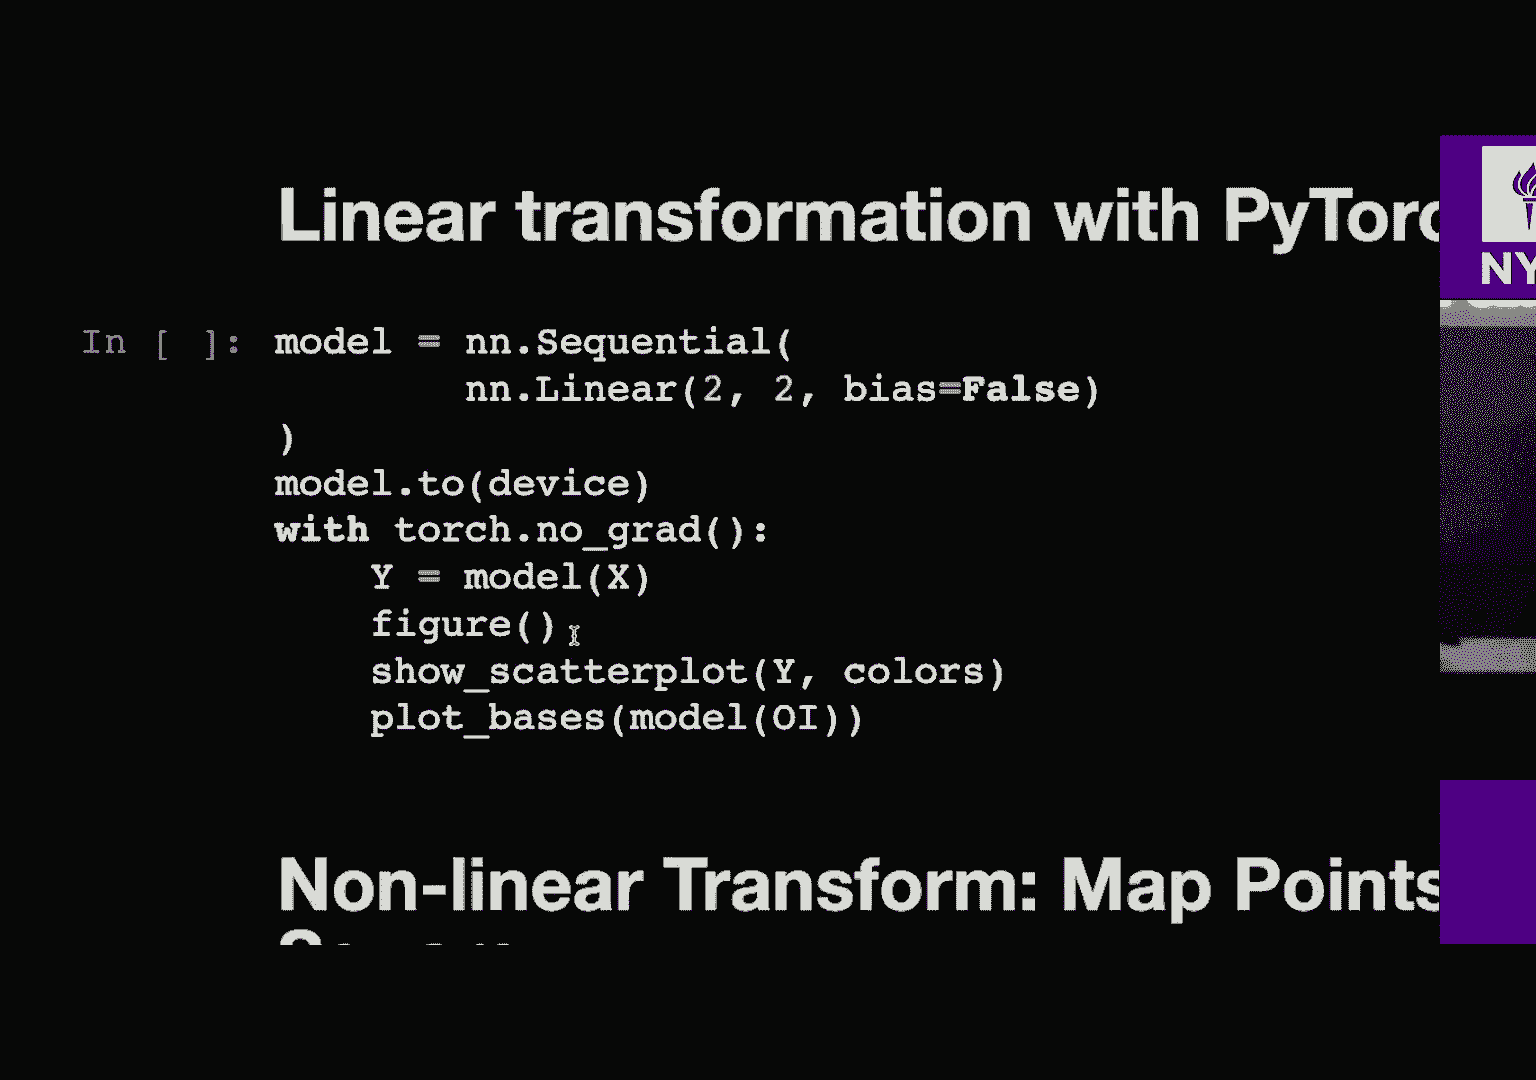 Linear transformation with PyTorc
NY
In [ ]: model = nn.Sequential(
nn.Linear(2, 2, bias=False)
)
model.to(device)
with torch.no_grad():
Y = model(X)
figure()
show_scatterplot(Y, colors)
plot_bases(model(OI))
Non-linear Transform: Map Points